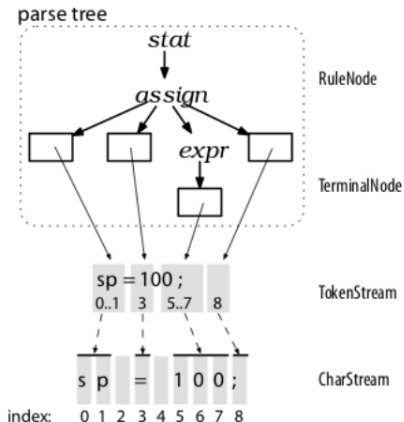 parse tree
stat
RuleNode
assign
expr
TerminalNode
sp = 100 ;
TokenStream
0..1 3 5..7 8
s p = 1 0 0 ;
CharStream
index: 0 1 2 3 4 5 6 7 8